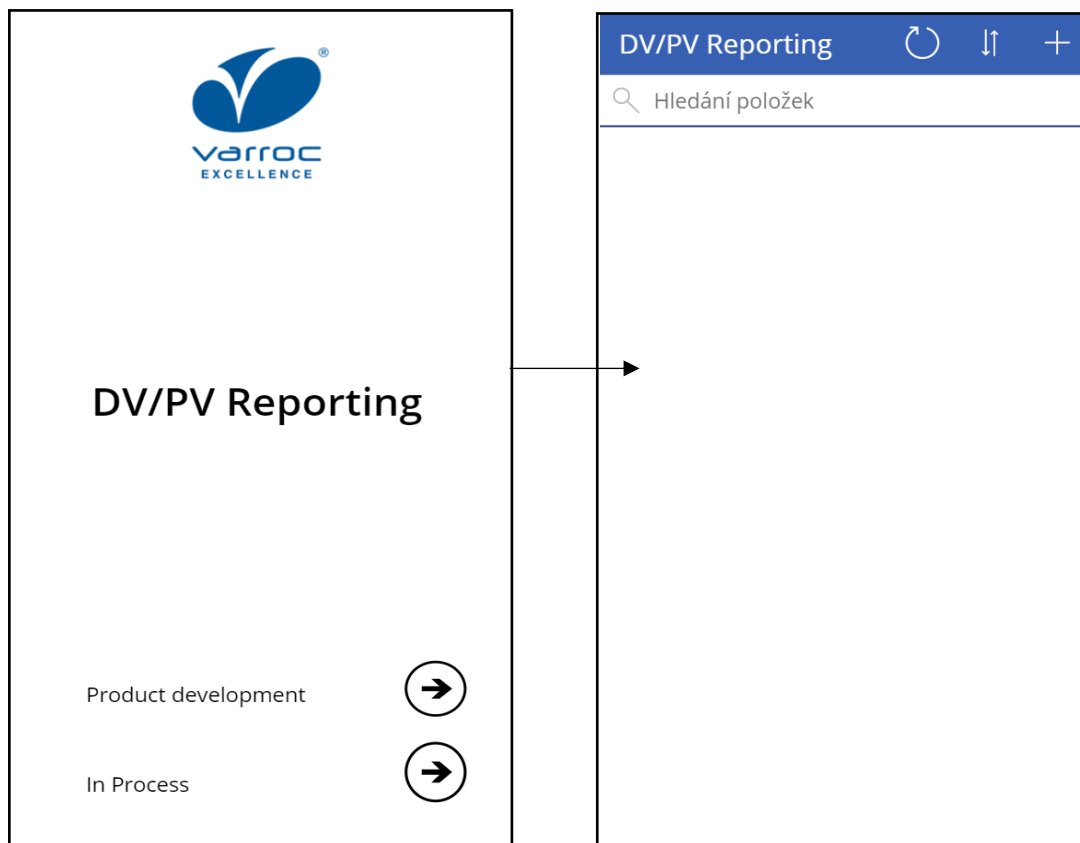 ®
varroc
EXCELLENCE
DV/PV Reporting
Product development
In Process
DV/PV Reporting
Hledání položek